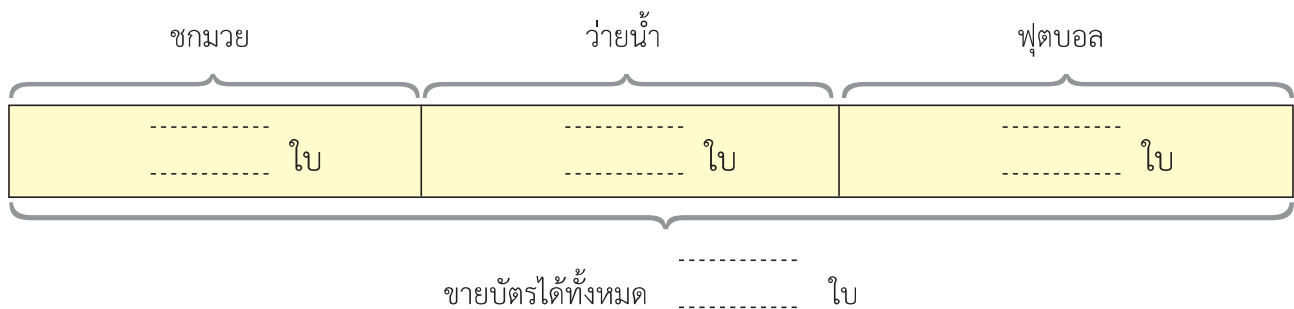 ชกมวย ว่ายน้ำ ฟุตบอล
ใบ ใบ ใบ
ขายบัตรได้ทั้งหมด ใบ